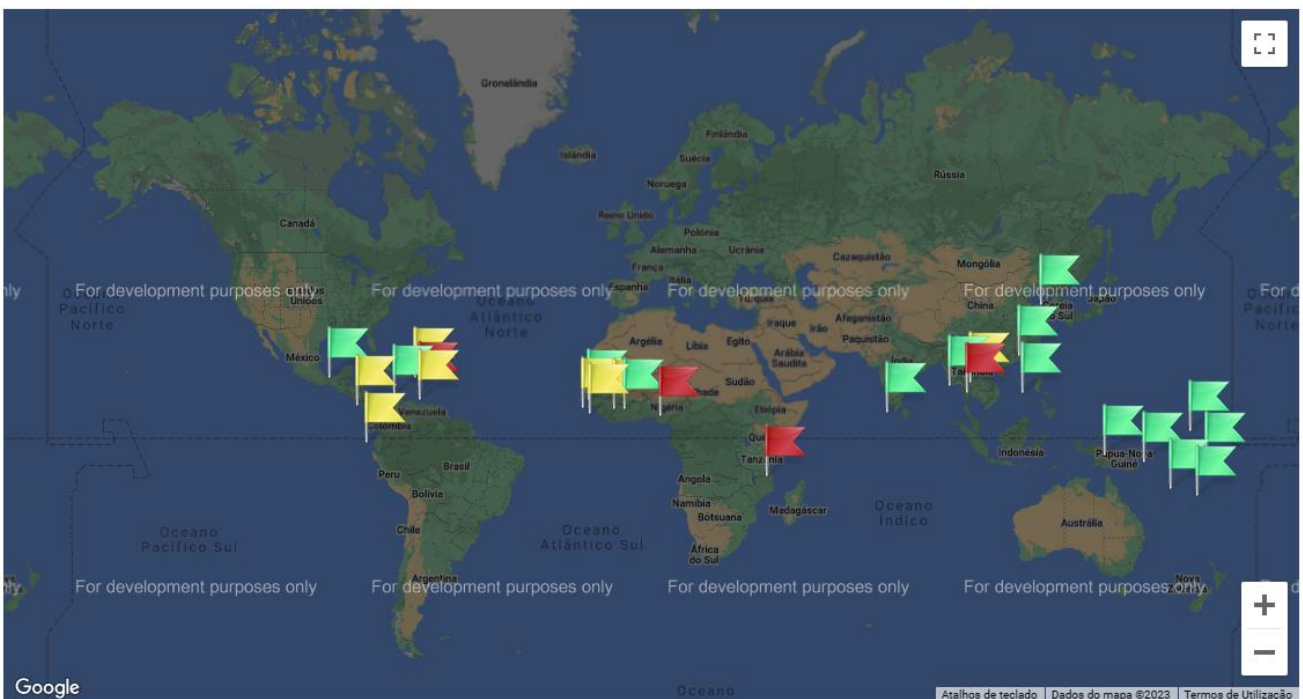 Gronelândia
Finlândia
Islândia
Suécia
Rússia
Noruega
Canadá
Reino Unido
Polónia
Alemanha
Ucrânia
Cazaquistão
França
Mongólia
Espanha
Itália
For development purposes only
For development purposes only
For development purposes only
For development purposes only
Oceano
Pacífico
Norte
Unidos
Oceano
Atlântico
Norte
China
Japão
Iraque
Irão
Afeganistão
Paquistão
México
Argélia
Líbia
Egito
Arábia
Saudita
Índia
Sudão
Venezuela
Colômbia
Nigéria
Etiópia
Indonésia
Papua-Nova
Guiné
Peru
Brasil
Tanzânia
Angola
Bolívia
Namíbia
Botsuana
Madagáscar
Oceano
Índico
Chile
Austrália
Oceano
Pacífico Sul
Oceano
Atlântico Sul
África
do Sul
Argentina
For development purposes only
For development purposes only
For development purposes only
For development purposes only
Nova
Oceano
Google
Atalhos de teclado
Dados do mapa ©2023
Termos de Utilização